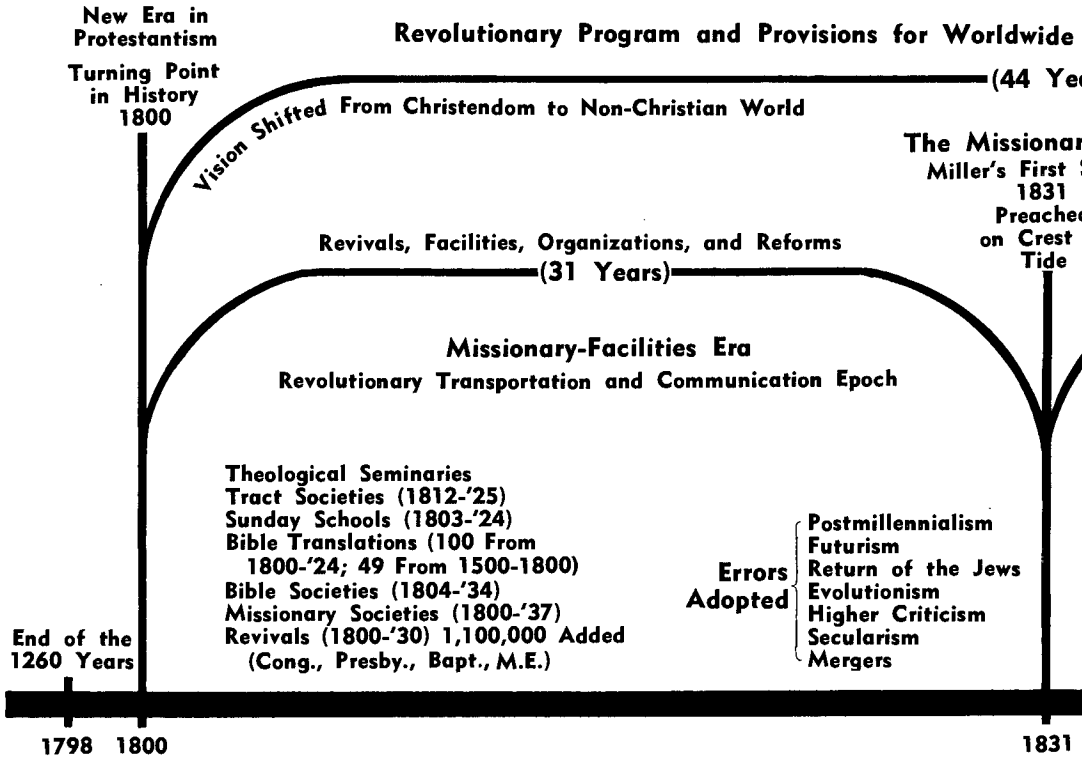 New Era in
Protestantism
Turning Point
in History
1800
Revolutionary Program and Provisions for Worldwide
(44 Yea
Vision Shifted From Christendom to Non-Christian World
The Missionar
Miller's First
1831
Preached
on Crest
Tide
Revivals, Facilities, Organizations, and Reforms
(31 Years)
Missionary-Facilities Era
Revolutionary Transportation and Communication Epoch
Theological Seminaries
Tract Societies (1812-'25)
Sunday Schools (1803-'24)
Bible Translations (100 From
1800-'24; 49 From 1500-1800)
Bible Societies (1804-'34)
Missionary Societies (1800-'37)
Revivals (1800-'30) 1,100,000 Added
(Cong., Presby., Bapt., M.E.)
Errors
Adopted
Postmillennialism
Futurism
Return of the Jews
Evolutionism
Higher Criticism
Secularism
Mergers
End of the
1260 Years
1798 1800
1831